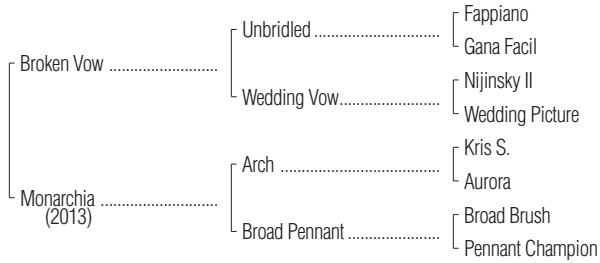 Fappiano
Unbridled
Gana Facil
Broken Vow
Nijinsky II
Wedding Vow
Wedding Picture
Kris S.
Arch
Aurora
Monarchia
(2013)
Broad Brush
Broad Pennant
Pennant Champion